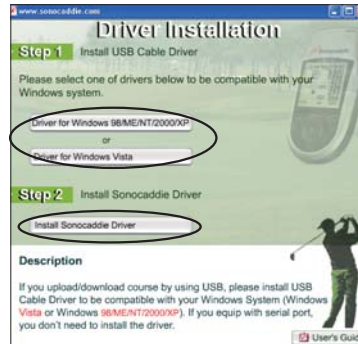 www.sonocaddie.com
Driver Installation
Step 1 Install USB Cable Driver
Please select one of drivers below to be compatible with your
Windows system.
Driver for Windows 98/ME/NT/2000/XP
or
Driver for Windows Vista
Step 2 Install Sonocaddie Driver
Install Sonocaddie Driver
Description
If you upload/download course by using USB, please install USB
Cable Driver to be compatible with your Windows System (Windows
Vista or Windows 98/ME/NT/2000/XP). If you equip with serial port,
you don't need to install the driver.
User's Guid